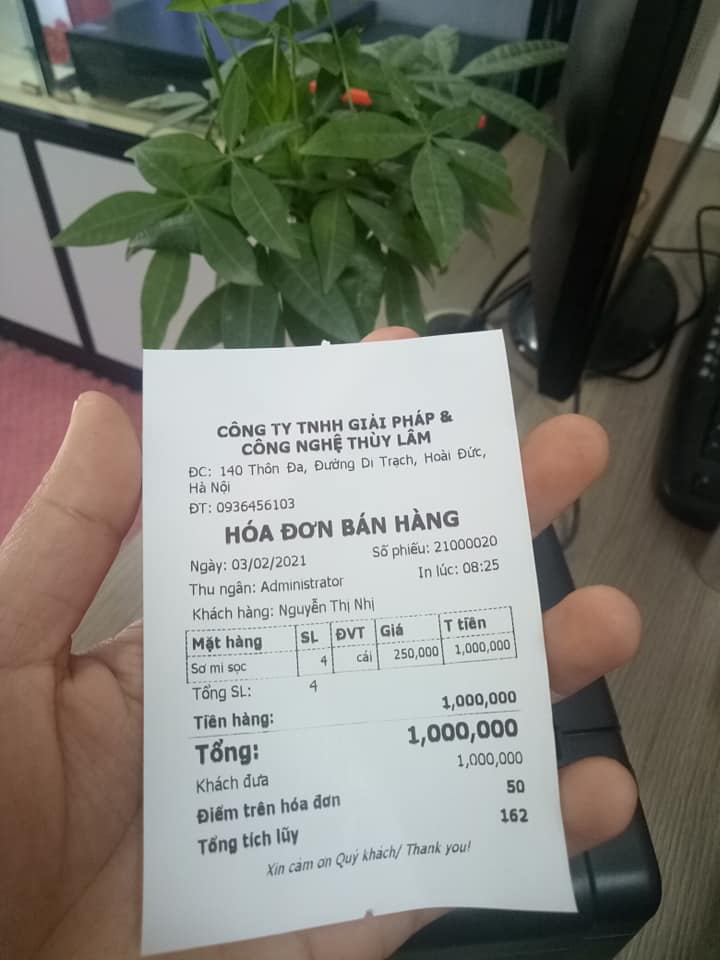 CÔNG TY TNHH GIẢI PHÁP &
CÔNG NGHỆ THÙY LÂM
ĐC: 140 Thôn Đa, Đường Di Trạch, Hoài Đức,
Hà Nội
ĐT: 0936456103
HÓA ĐƠN BÁN HÀNG
Ngày: 03/02/2021 Số phiếu: 21000020
Thu ngân: Administrator In lúc: 08:25
Khách hàng: Nguyễn Thị Nhị
Mặt hàng SL ĐVT Giá T tiền
Sơ mi sọc 4 cái 250,000 1,000,000
Tổng SL: 4
Tiền hàng: 1,000,000
Tổng: 1,000,000
Khách đưa 1,000,000
Điểm trên hóa đơn 50
Tổng tích lũy 162
Xin cảm ơn Quý khách/ Thank you!